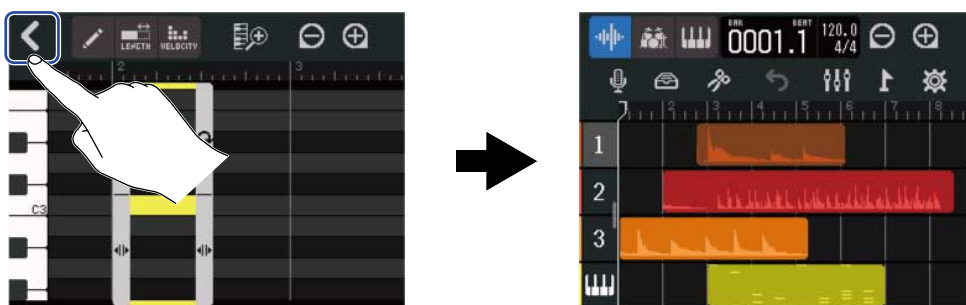 LENGTH VELOCITY
2 3
C3
BAR BEAT
0001.1
120.0
4/4
2 3 4 5 6 7 8
1
2
3